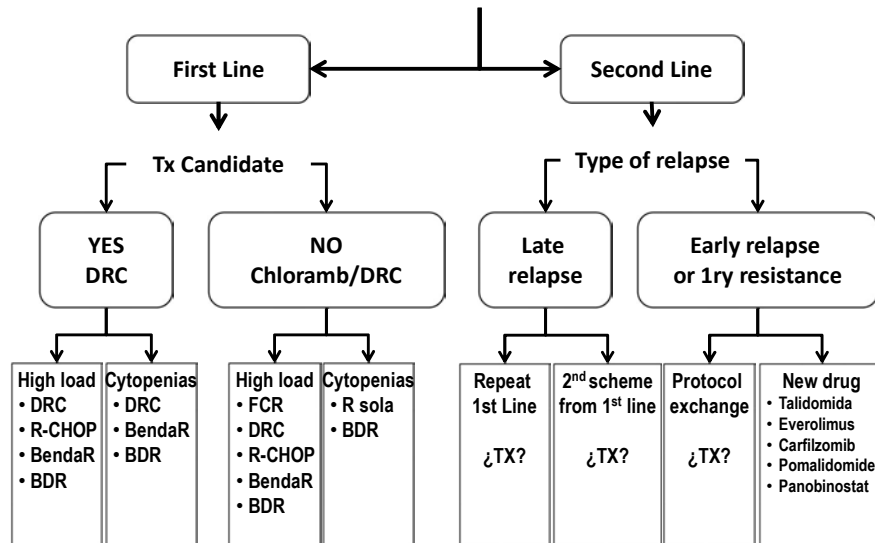 First Line
Second Line
Tx Candidate
Type of relapse
YES
DRC
NO
Chloramb/DRC
Late
relapse
Early relapse
or 1ry resistance
High load
• DRC
• R-CHOP
• BendaR
• BDR
Cytopenias
• DRC
• BendaR
• BDR
High load
• FCR
• DRC
• R-CHOP
• BendaR
• BDR
Cytopenias
• R sola
• BDR
Repeat
1st Line
¿TX?
2nd scheme
from 1st line
¿TX?
Protocol
exchange
¿TX?
New drug
• Talidomida
• Everolimus
• Carfilzomib
• Pomalidomide
• Panobinostat